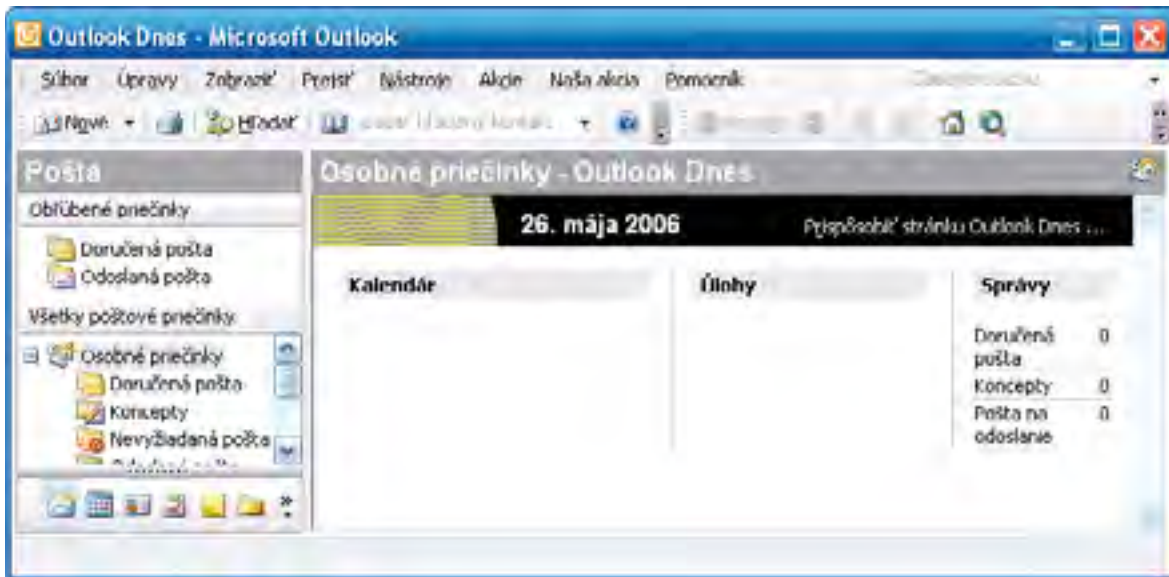 Outlook Dnes - Microsoft Outlook
Súbor Úpravy Zobraziť Prejsť Nástroje Akcie Naša akcia Pomocník
Nové Hľadať
Pošta
Osobné priečinky - Outlook Dnes
Obľúbené priečinky
26. mája 2006 Prispôsobiť stránku Outlook Dnes ...
Doručená pošta
Odoslaná pošta
Kalendár Úlohy Správy
Všetky poštové priečinky
Osobné priečinky
Doručená pošta
Koncepty
Nevyžiadaná pošta
Doručená 0
pošta
Koncepty 0
Pošta na 0
odoslanie